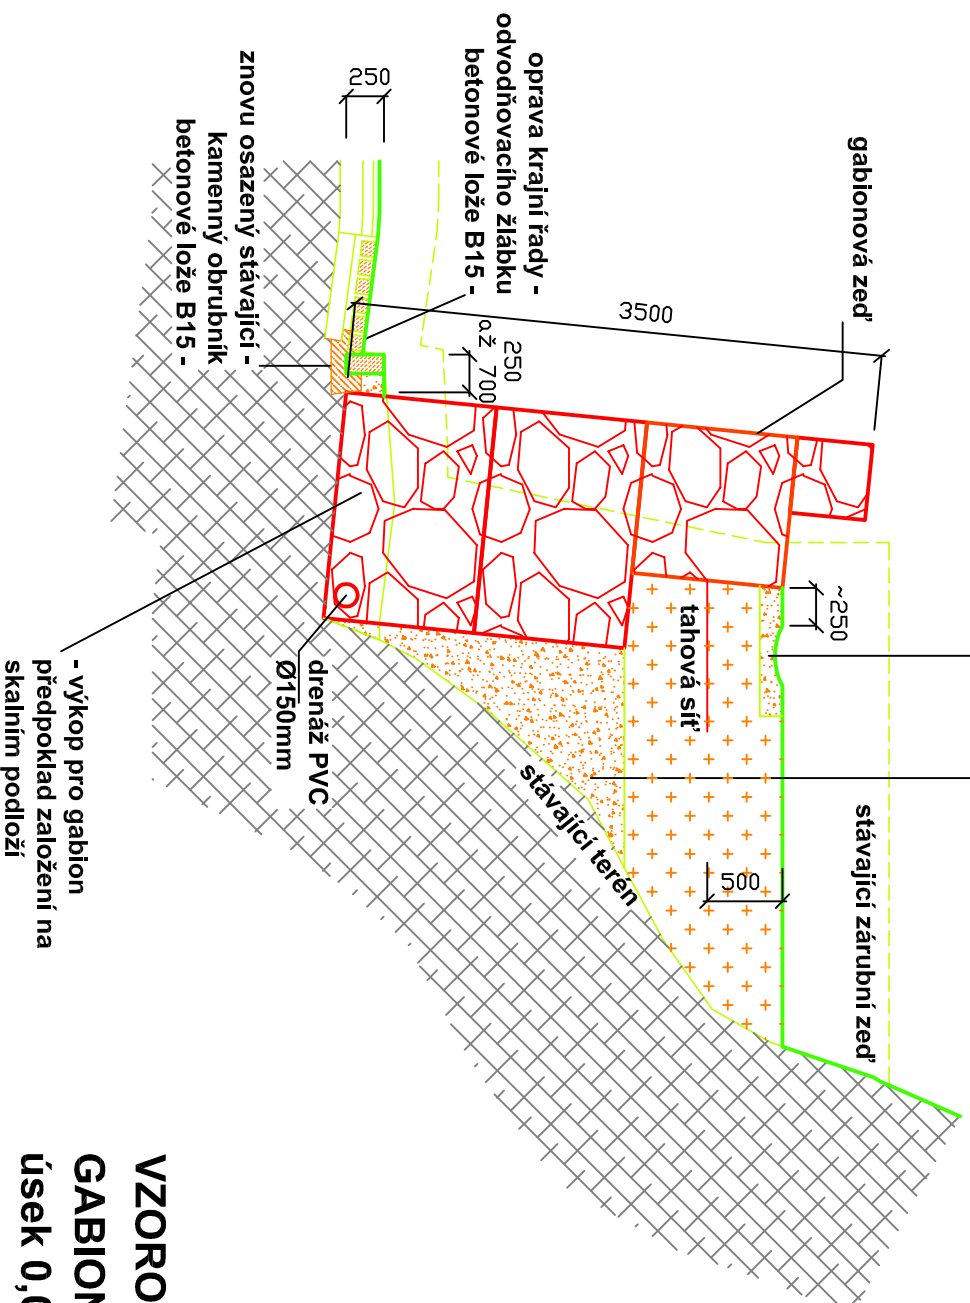 gabionová zeď
oprava krajní řady -
odvodňovacího žlábku
betonové lože B15 -
znovu osazený stávající -
kamenný obrubník
betonové lože B15 -
250
3500
250
až 700
~250
500
tahová síť
stávající zárubní zeď
stávající terén
drenáž PVC
Ø150mm
- výkop pro gabion
předpoklad založení na
skalním podloží
VZORO
GABION
úsek 0,